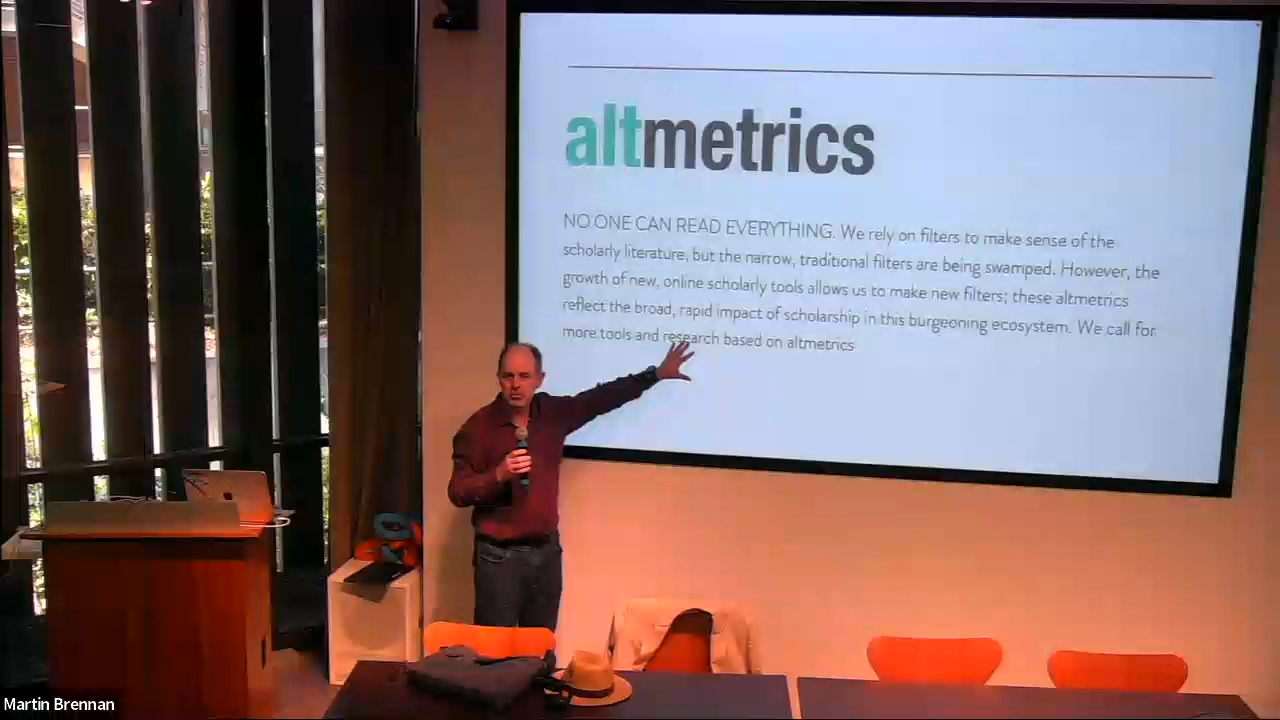 altmetrics
NO ONE CAN READ EVERYTHING. We rely on filters to make sense of the
scholarly literature, but the narrow, traditional filters are being swamped. However, the
growth of new, online scholarly tools allows us to make new filters; these altmetrics
reflect the broad, rapid impact of scholarship in this burgeoning ecosystem. We call for
more tools and research based on altmetrics
Martin Brennan